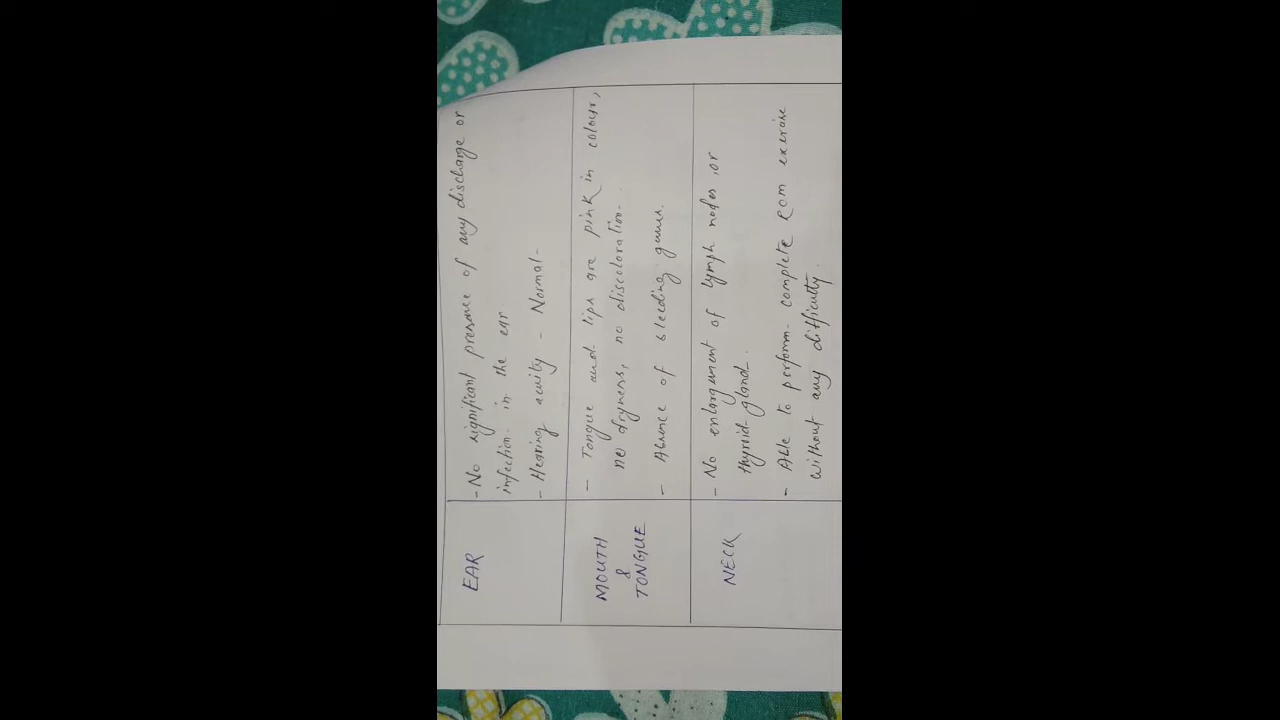 EAR
- No significant presence of any discharge or
infection in the ear
- Hearing acuity - Normal-
MOUTH
&
TONGUE
- Tongue and lips are pink in colour,
no dryness, no discoloration.
- Absence of bleeding gums.
NECK
- No enlargment of lymph nodes, or
thyroid gland.
- Able to perform complete ROM exercise
without any difficulty.